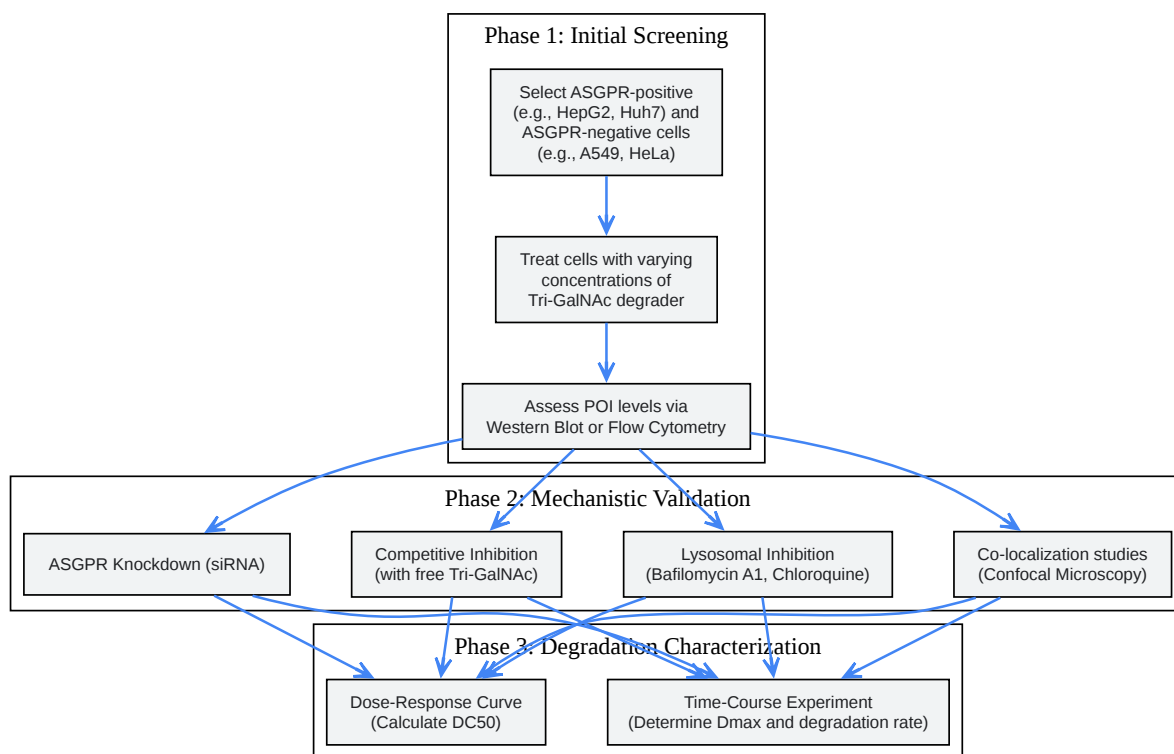 Phase 1: Initial Screening
Select ASGPR-positive
(e.g., HepG2, Huh7) and
ASGPR-negative cells
(e.g., A549, HeLa)
Treat cells with varying
concentrations of
Tri-GalNAc degrader
Assess POI levels via
Western Blot or Flow Cytometry
Phase 2: Mechanistic Validation
ASGPR Knockdown (siRNA)
Competitive Inhibition
(with free Tri-GalNAc)
Lysosomal Inhibition
(Bafilomycin A1, Chloroquine)
Co-localization studies
(Confocal Microscopy)
Phase 3: Degradation Characterization
Dose-Response Curve
(Calculate DC50)
Time-Course Experiment
(Determine Dmax and degradation rate)